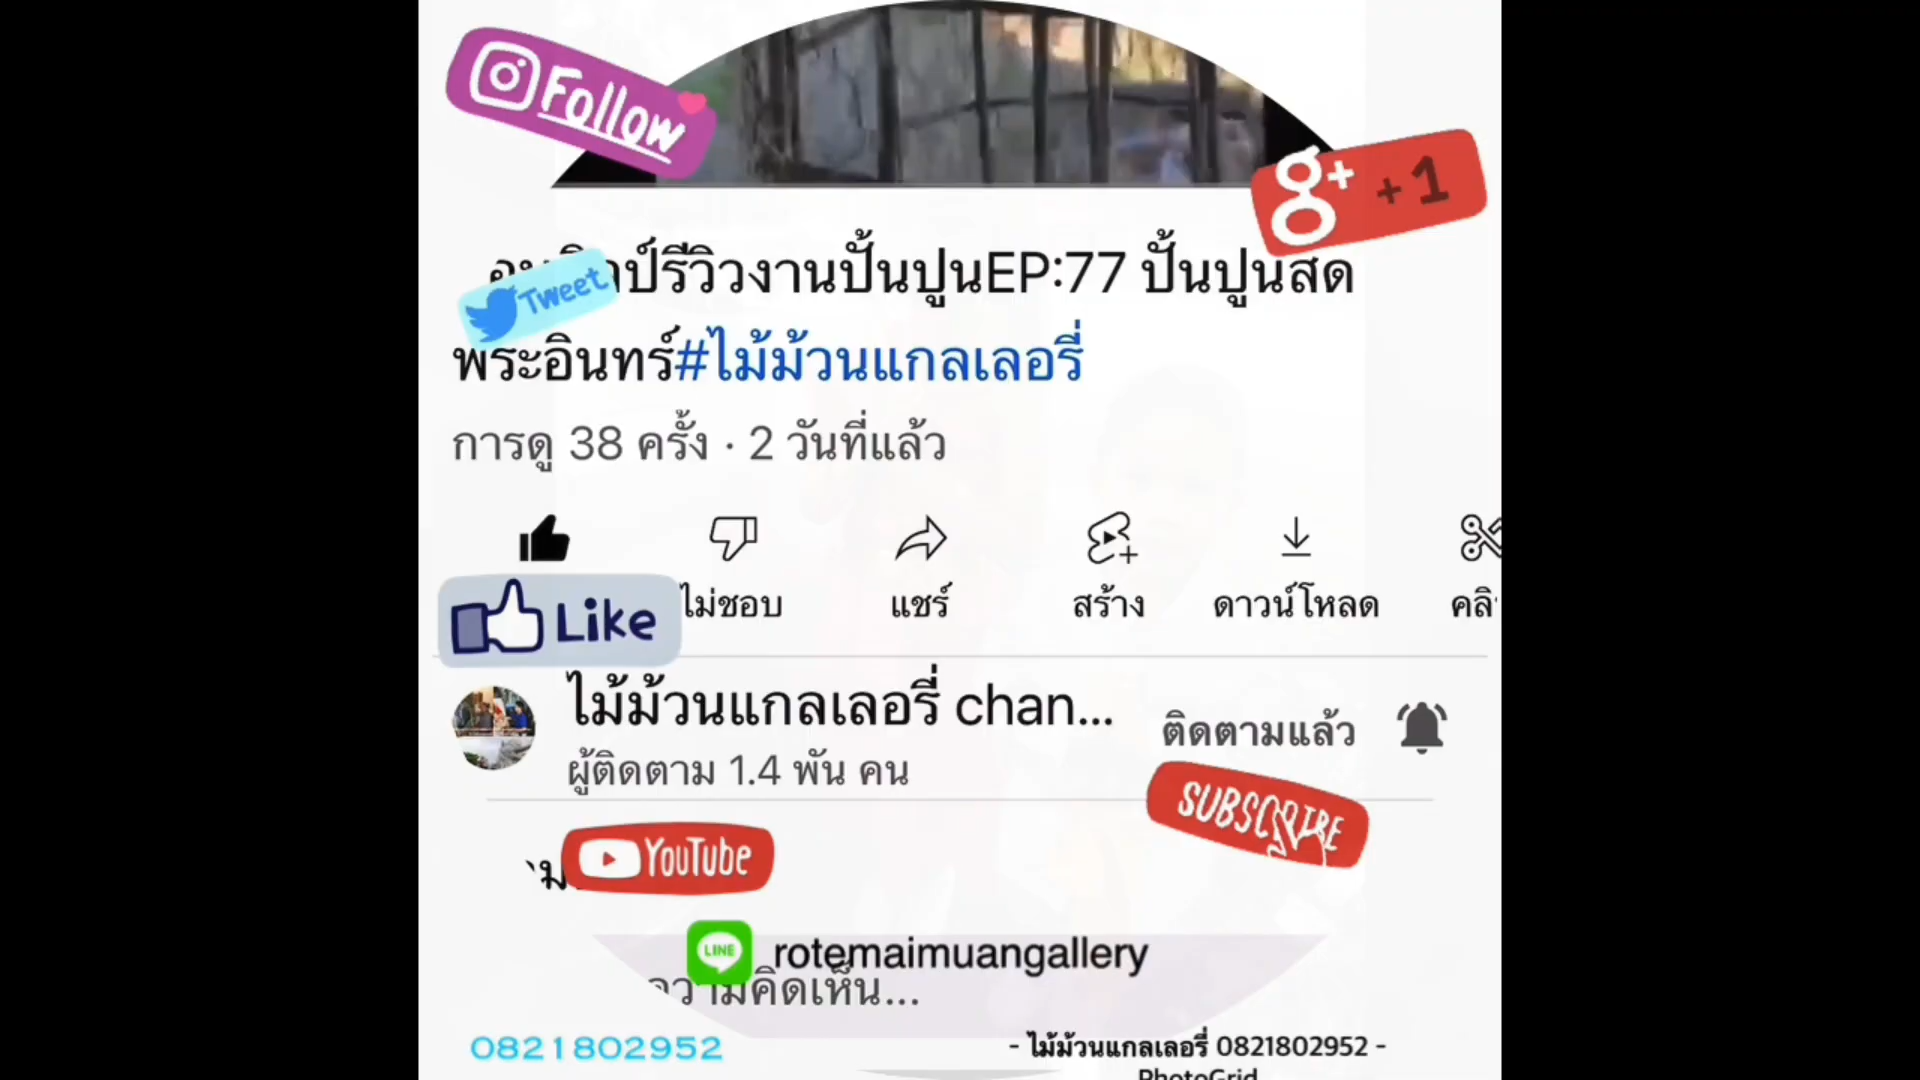 Follow
g+ +1
ป์รีวิวงานปั้นปูนEP:77 ปั้นปูนสด
Tweet
พระอินทร์#ไม้ม้วนแกลเลอรี่
การดู 38 ครั้ง · 2 วันที่แล้ว
Like
ไม่ชอบ
แชร์
สร้าง
ดาวน์โหลด
ไม้ม้วนแกลเลอรี่ chan...
ติดตามแล้ว
ผู้ติดตาม 1.4 พัน คน
SUBSCRIBE
YouTube
LINE rotemaimuangallery
ความคิดเห็น...
0821802952
- ไม้ม้วนแกลเลอรี่ 0821802952 -
PhotoGrid